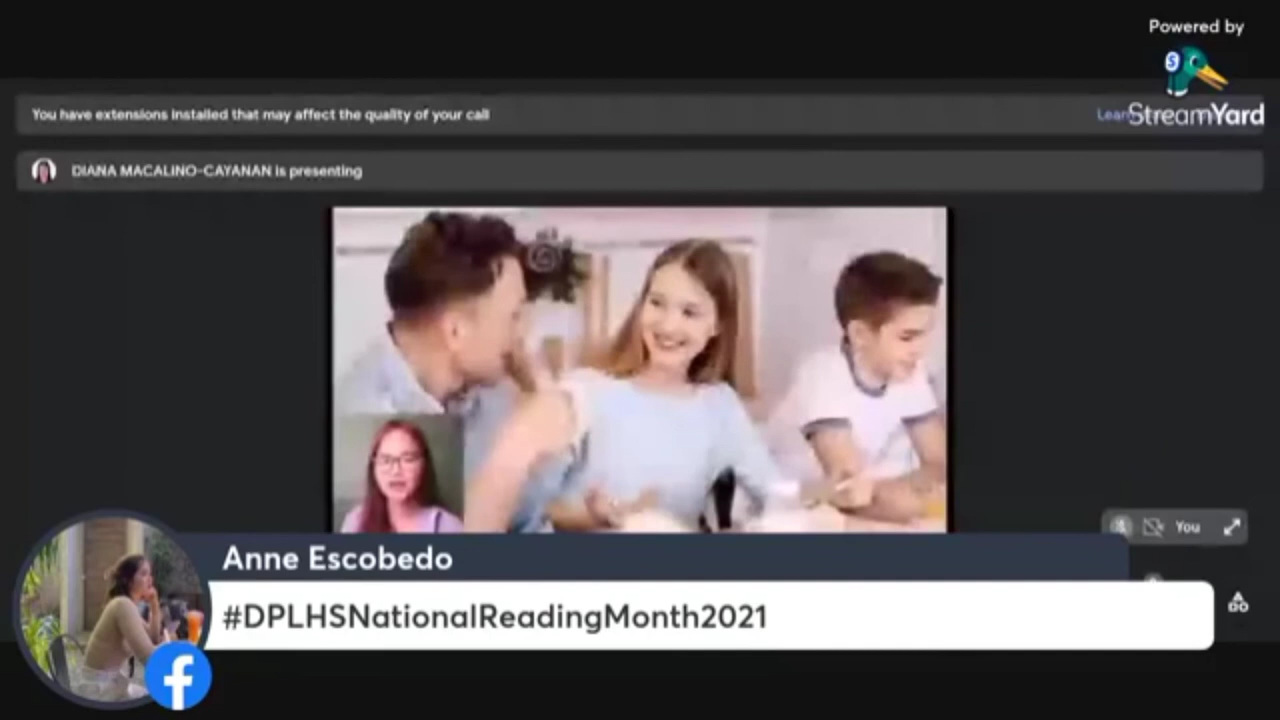 Powered by
StreamYard
You have extensions installed that may affect the quality of your call
Lear
DIANA MACALINO-CAYANAN is presenting
You
Anne Escobedo
#DPLHSNationalReadingMonth2021